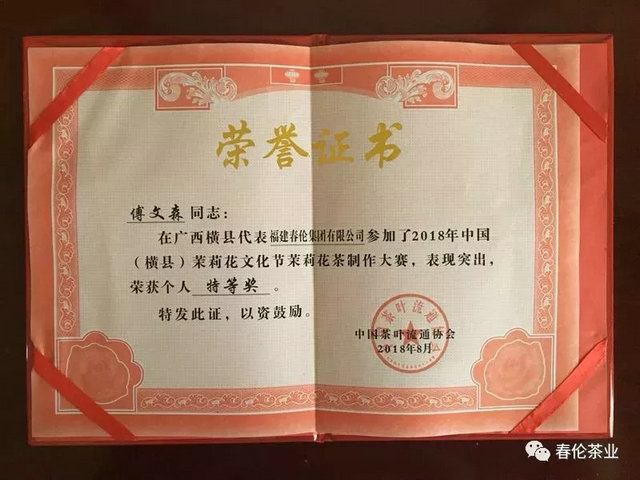 荣誉证书
傅文森同志：
在广西横县代表福建春伦集团有限公司参加了2018年中国
（横县）茉莉花文化节茉莉花茶制作大赛，表现突出，
荣获个人 特等奖 。
特发此证，以资鼓励。
中国茶叶流通协会
2018年8月
春伦茶业